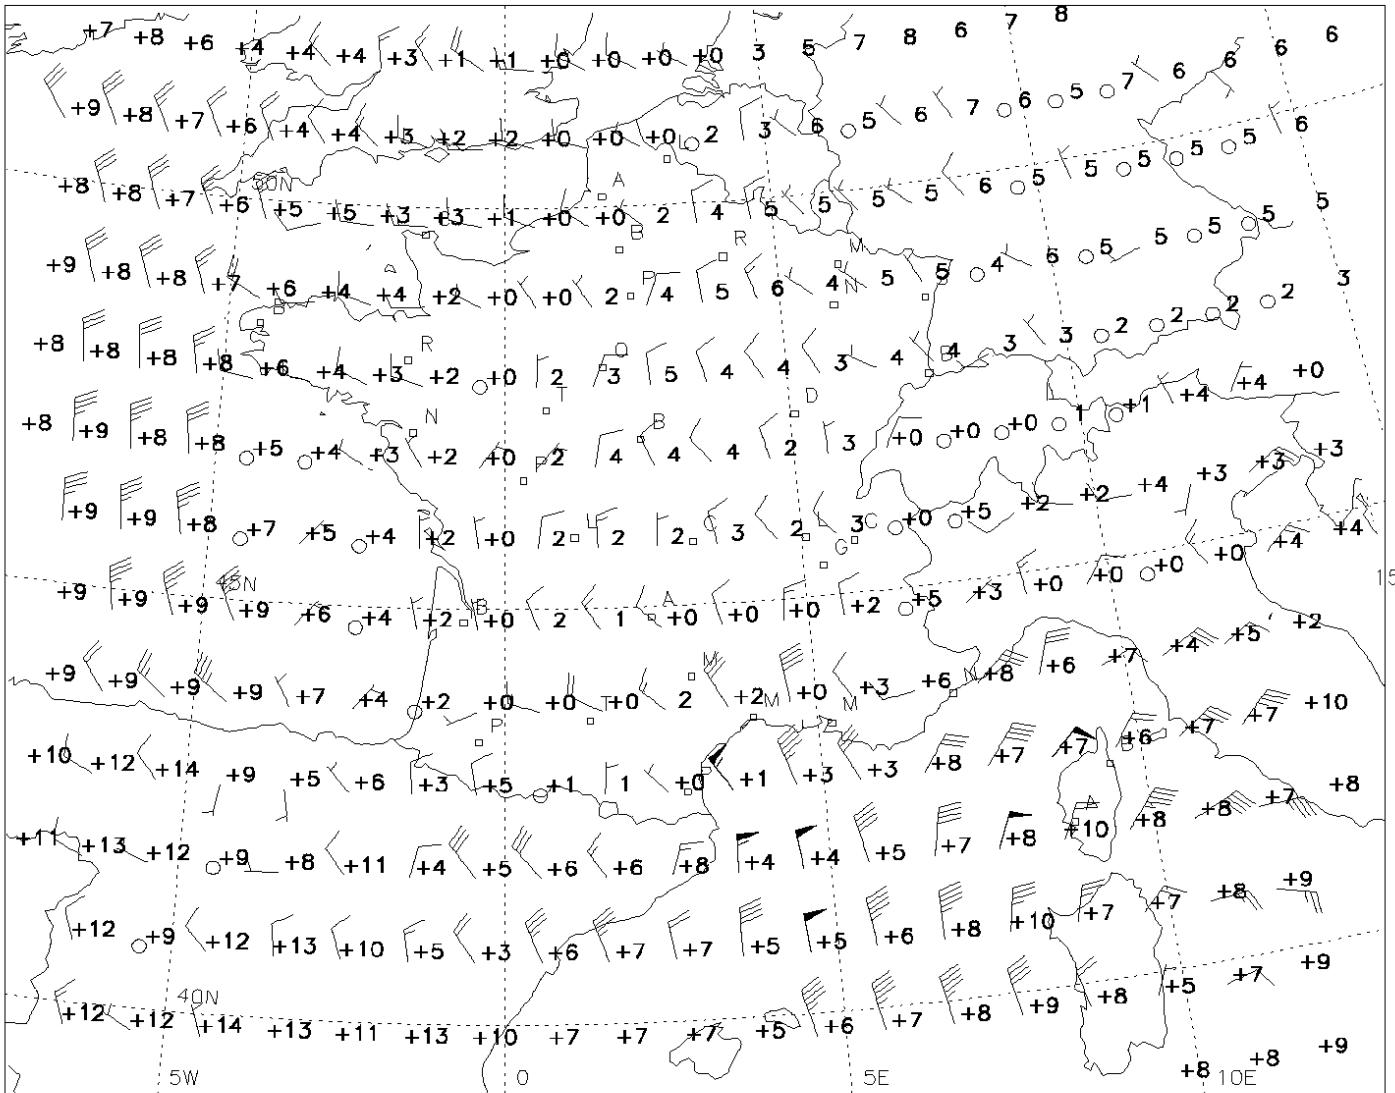 +7 +8 +6 +4 +4 +4 +3 +1 +1 +0 +0 +0 +0 3 5 7 8 6 7 8
+9 +8 +7 +6 +4 +4 +3 +2 +2 +0 +0 +0 2 3 6 5 6 7 6 5 7 6 6 6 6
L
50N A
+8 +8 +7 +6 +5 +5 +3 +3 +1 +0 +0 2 4 5 5 5 5 6 5 5 5 5 5 6
B R M
+9 +8 +8 +7 +6 +4 +4 +2 +0 +0 2 4 5 6 4 5 5 4 6 5 5 5 5
P N S
R O B
+8 +8 +8 +8 +6 +4 +3 +2 +0 2 3 5 4 4 3 4 4 3 3 2 2 2 2 3
T D
N B
+8 +9 +8 +8 +5 +4 +3 +2 +0 2 4 4 4 2 3 +0 +0 +0 1 +1 +4 +4 +0
P
L C L C
+9 +9 +8 +7 +5 +4 +2 +0 2 2 2 3 2 3 +0 +5 +2 +2 +4 +3 +3 +3
G
45N 15
B A
+9 +9 +9 +9 +6 +4 +2 +0 2 1 +0 +0 +0 +2 +5 +3 +0 +0 +0 +0 +4 +4
M N
+9 +9 +9 +9 +7 +4 +2 +0 +0 +0 2 +2 +0 +3 +6 +8 +6 +7 +4 +5 +2
P T M M
B
+10 +12 +14 +9 +5 +6 +3 +5 +1 1 +0 +1 +3 +3 +8 +7 +7 +6 +7 +7 +10
A
+11 +13 +12 +9 +8 +11 +4 +5 +6 +6 +8 +4 +4 +5 +7 +8 +10 +8 +8 +7 +8
+12 +9 +12 +13 +10 +5 +3 +6 +7 +7 +5 +5 +6 +8 +10 +7 +7 +8 +9
40N
+12 +12 +14 +13 +11 +13 +10 +7 +7 +7 +5 +6 +7 +8 +9 +8 +5 +7 +9
+8 +8 +9
5W 0 5E 10E